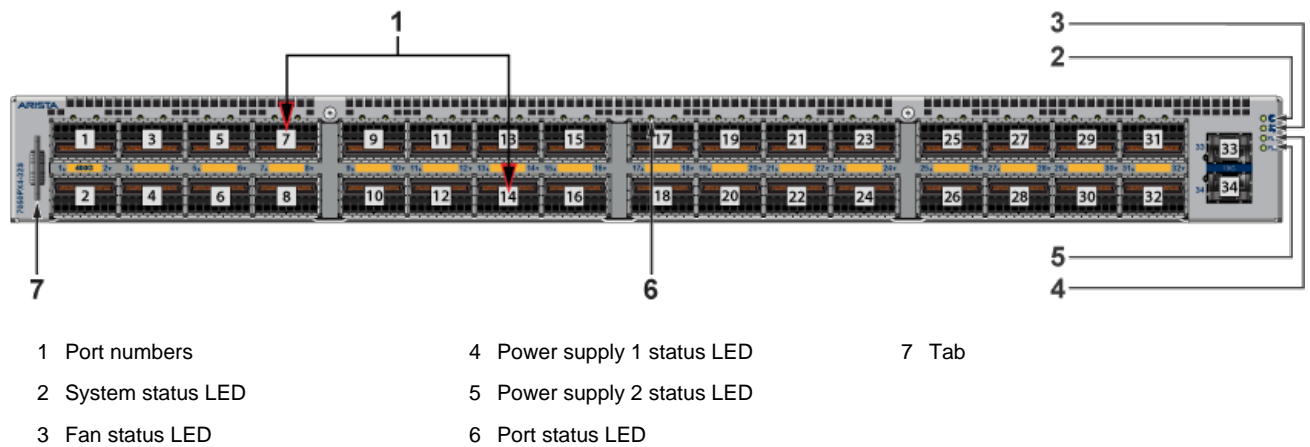 1
3
2
ARISTA
1 3 5 7 9 11 13 15 17 19 21 23 25 27 29 31
33
33
400G
34
34
2 4 6 8 10 12 14 16 18 20 22 24 26 28 30 32
5
4
7
6
1 Port numbers
2 System status LED
3 Fan status LED
4 Power supply 1 status LED
5 Power supply 2 status LED
6 Port status LED
7 Tab